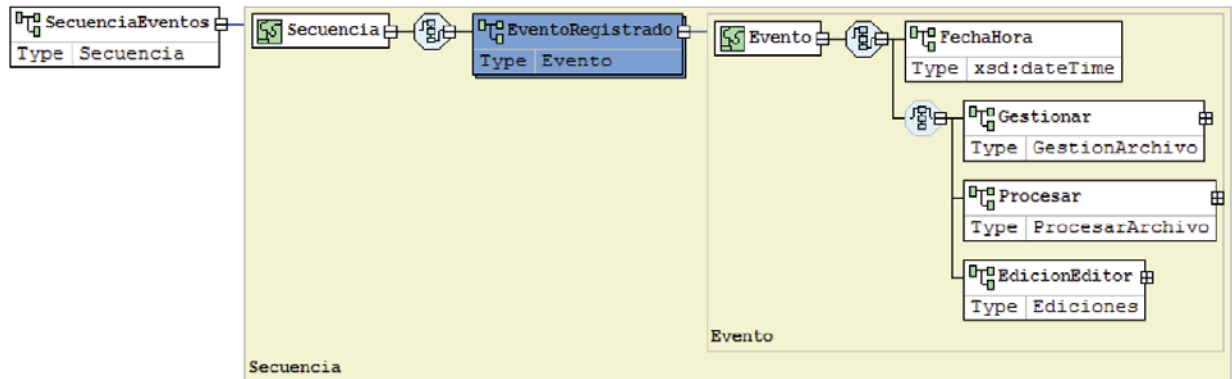 SecuenciaEventos
Type Secuencia
Secuencia
EventoRegistrado
Type Evento
Evento
FechaHora
Type xsd:dateTime
Gestionar
Type GestionArchivo
Procesar
Type ProcesarArchivo
EdicionEditor
Type Ediciones
Evento
Secuencia